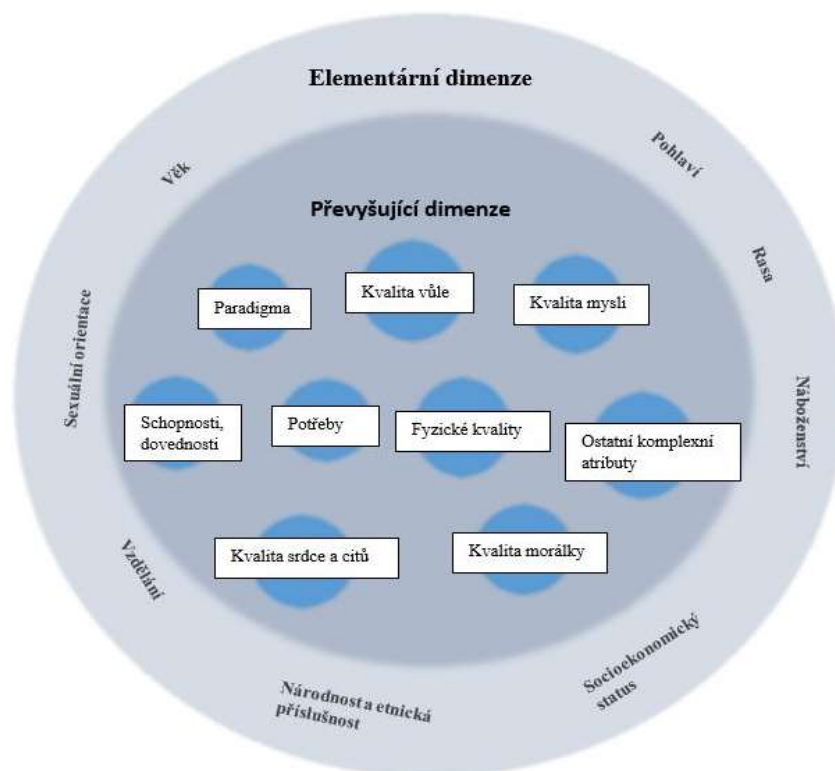 Elementární dimenze
Pohlaví
Věk
Převyšující dimenze
Rasa
Kvalita vůle
Paradigma
Kvalita mysli
Sexuální orientace
Schopnosti,
dovednosti
Potřeby
Fyzické kvality
Ostatní komplexní
atributy
Náboženství
Vzdělání
Kvalita srdce a citů
Kvalita morálky
Socioekonomický
status
Národnost a etnická
příslušnost